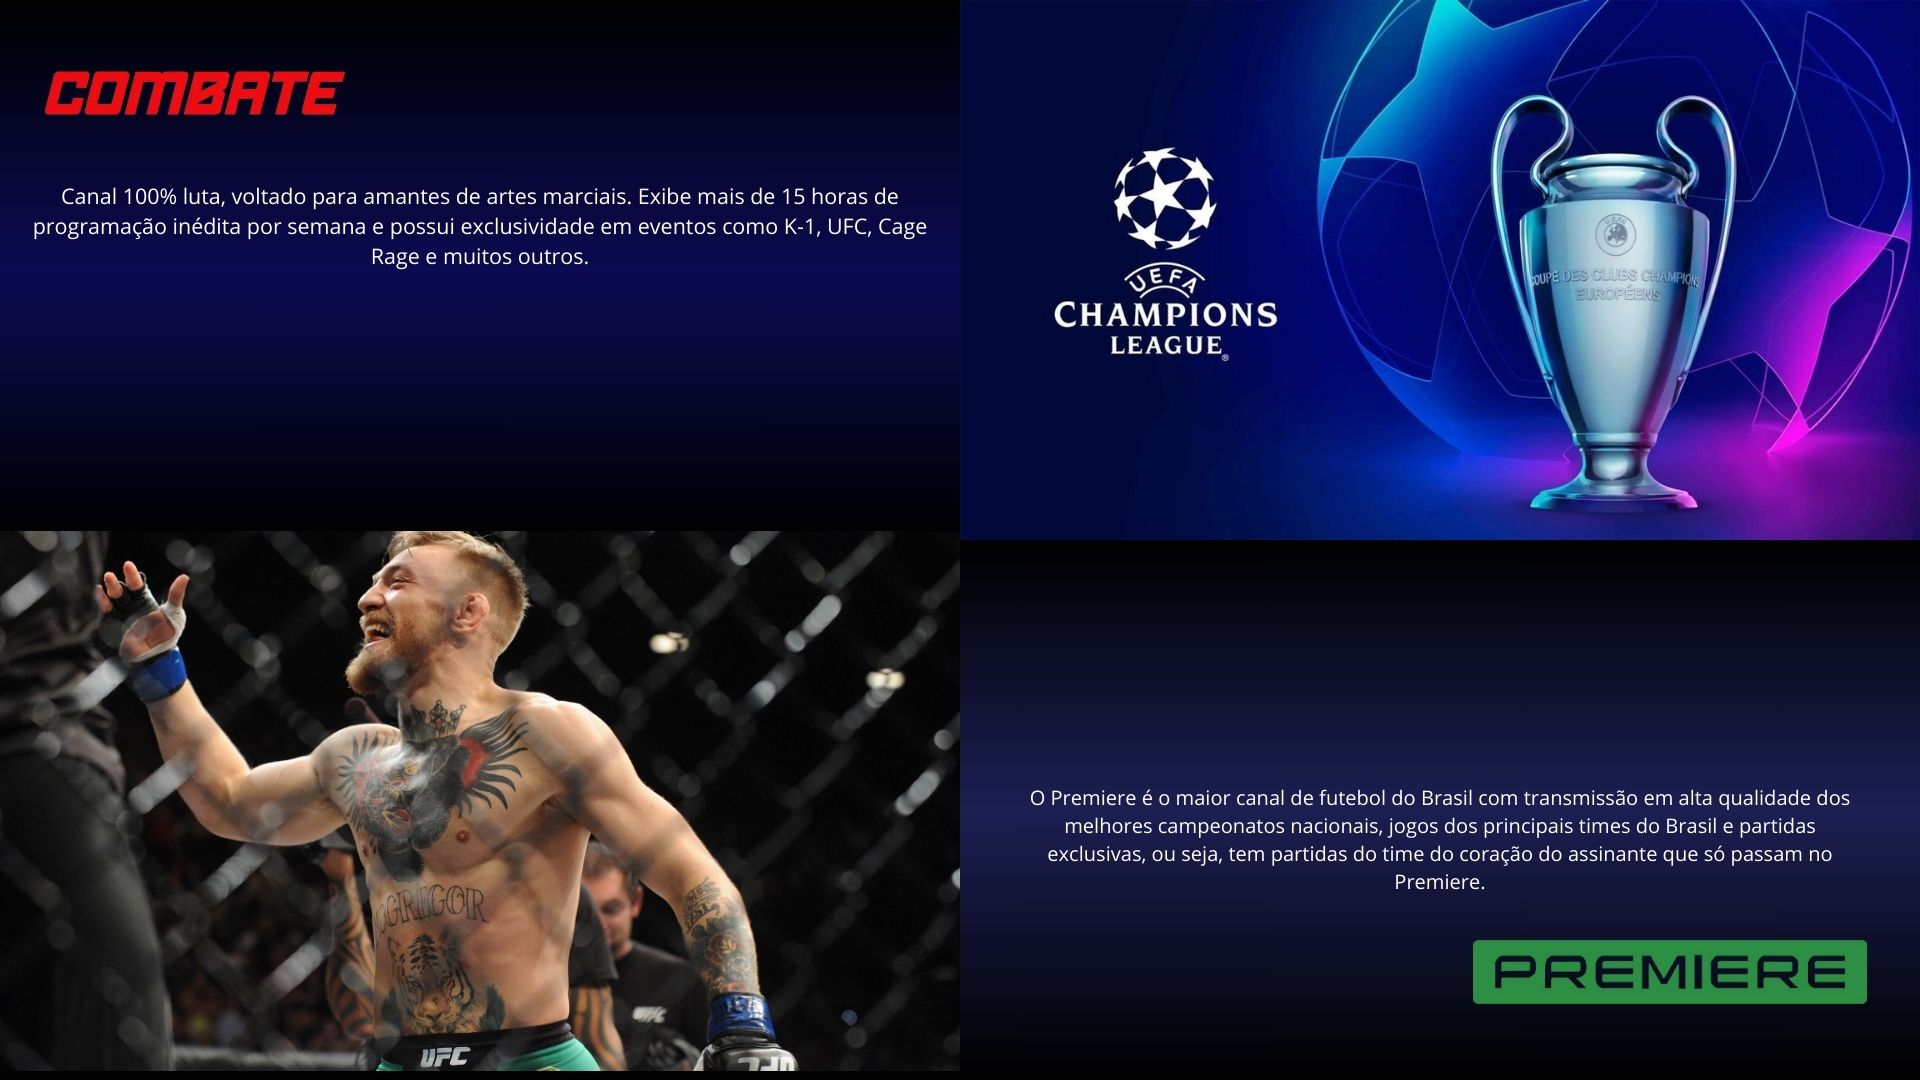 COMBATE
Canal 100% luta, voltado para amantes de artes marciais. Exibe mais de 15 horas de
programação inédita por semana e possui exclusividade em eventos como K-1, UFC, Cage
Rage e muitos outros.
UEFA
CHAMPIONS
LEAGUE®
COUPE DES CLUBS CHAMPIONS
EUROPÉENS
MCGREGOR
UFC
UFC
UFC
O Premiere é o maior canal de futebol do Brasil com transmissão em alta qualidade dos
melhores campeonatos nacionais, jogos dos principais times do Brasil e partidas
exclusivas, ou seja, tem partidas do time do coração do assinante que só passam no
Premiere.
PREMIERE